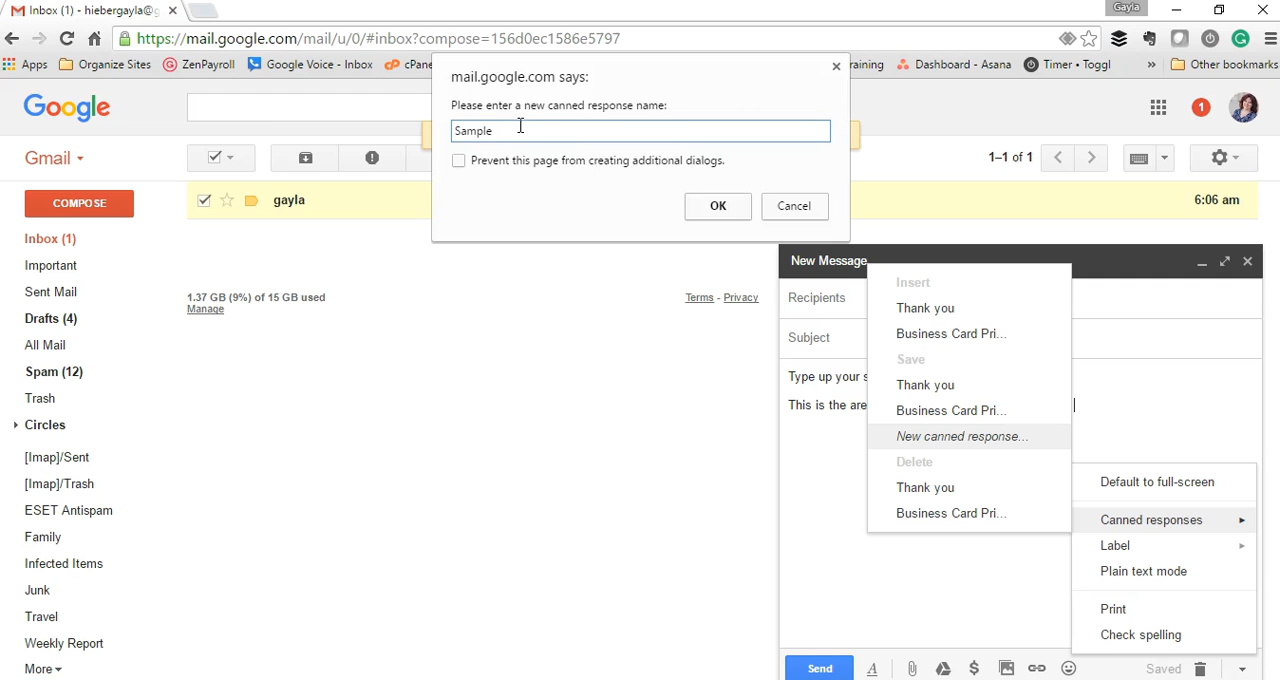 Inbox (1) - hiebergayla@g
Gayla
https://mail.google.com/mail/u/0/#inbox?compose=156d0ec1586e5797
Apps Organize Sites ZenPayroll Google Voice - Inbox cPane raining Dashboard - Asana Timer • Toggl » Other bookmarks
mail.google.com says:
Please enter a new canned response name:
Sample
Prevent this page from creating additional dialogs.
OK Cancel
Google
1
Gmail
1–1 of 1
COMPOSE
gayla 6:06 am
Inbox (1)
Important
Sent Mail
Drafts (4)
All Mail
Spam (12)
Trash
Circles
[Imap]/Sent
[Imap]/Trash
ESET Antispam
Family
Infected Items
Junk
Travel
Weekly Report
More
1.37 GB (9%) of 15 GB used
Manage
Terms - Privacy
New Message
Recipients
Subject
Type up your s
This is the are
Insert
Thank you
Business Card Pri...
Save
Thank you
Business Card Pri...
New canned response...
Delete
Thank you
Business Card Pri...
Default to full-screen
Canned responses
Label
Plain text mode
Print
Check spelling
Send
Saved